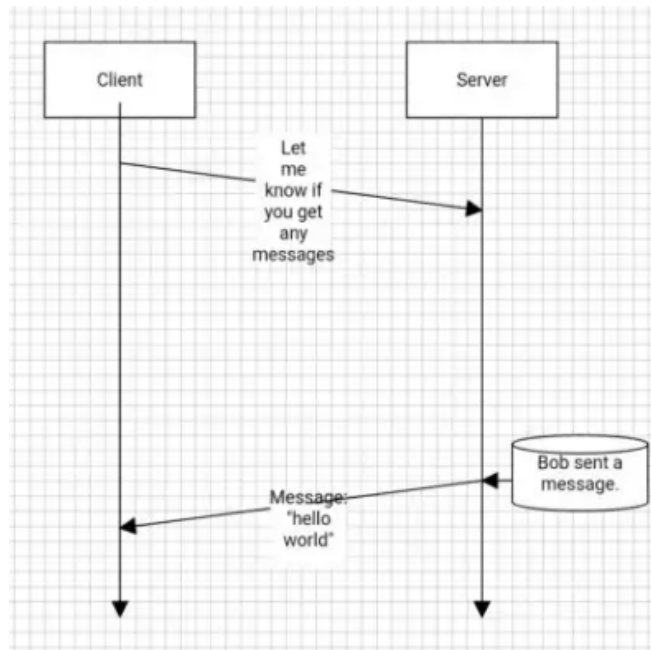 Client
Server
Let
me
know if
you get
any
messages
Bob sent a
message.
Message:
"hello
world"